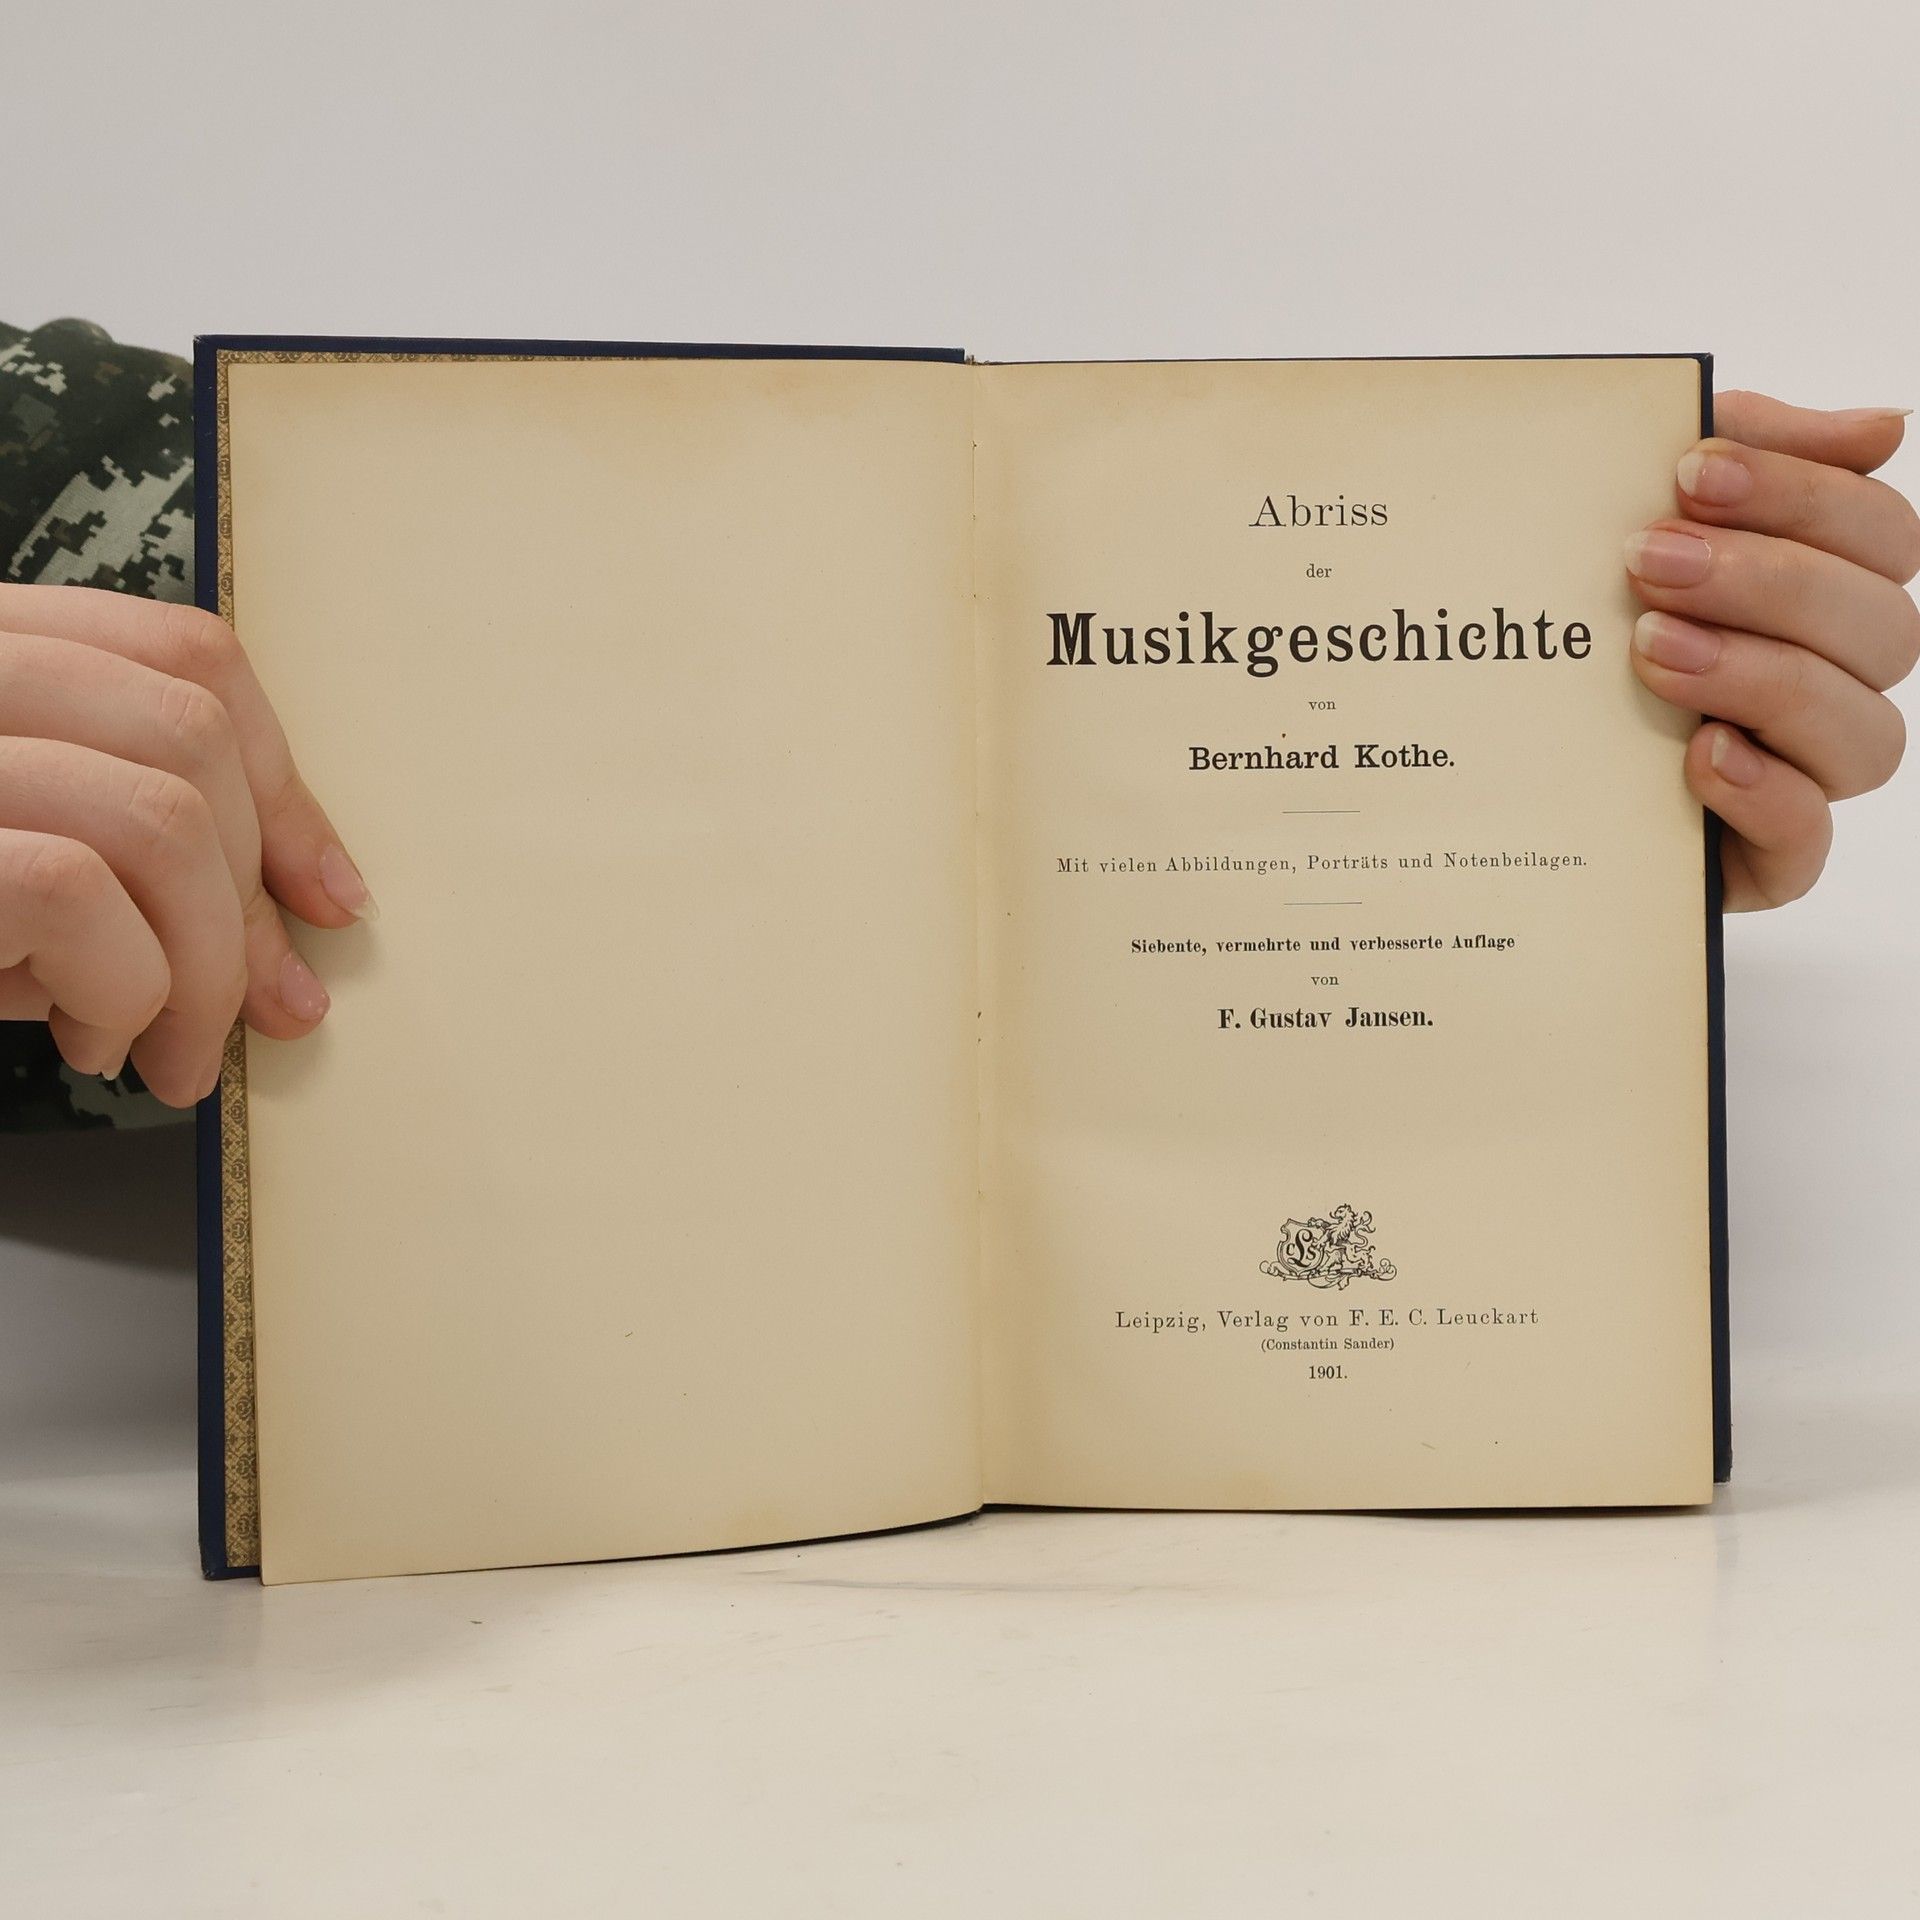 Abriss
der
Musikgeschichte
von
Bernhard Kothe.
Mit vielen Abbildungen, Porträts und Notenbeilagen.
Siebente, vermehrte und verbesserte Auflage
von
F. Gustav Jansen.
CLS
Leipzig, Verlag von F. E. C. Leuckart
(Constantin Sander)
1901.